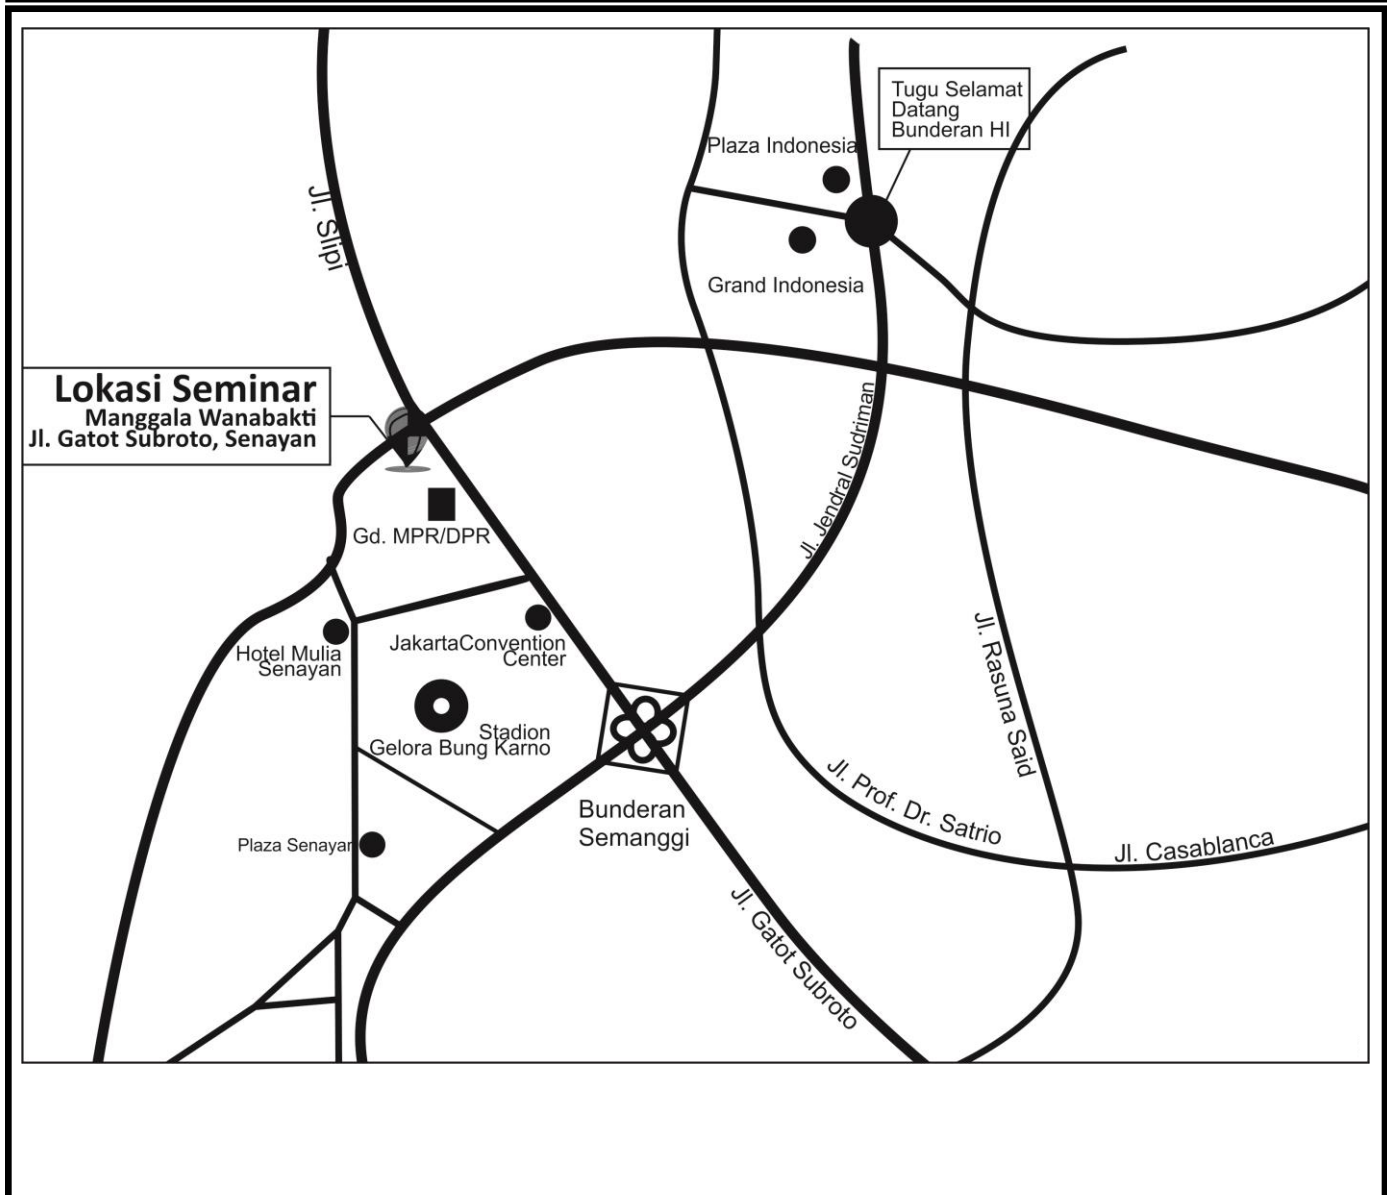 Tugu Selamat
Datang
Bunderan HI
Plaza Indonesia
Jl. Slipi
Grand Indonesia
Lokasi Seminar
Manggala Wanabakti
Jl. Gatot Subroto, Senayan
Jl. Jendral Sudriman
Gd. MPR/DPR
JakartaConvention
Center
Hotel Mulia
Senayan
Jl. Rasuna Said
Stadion
Gelora Bung Karno
Bunderan
Semanggi
Jl. Prof. Dr. Satrio
Jl. Casablanca
Plaza Senayan
Jl. Gatot Subroto